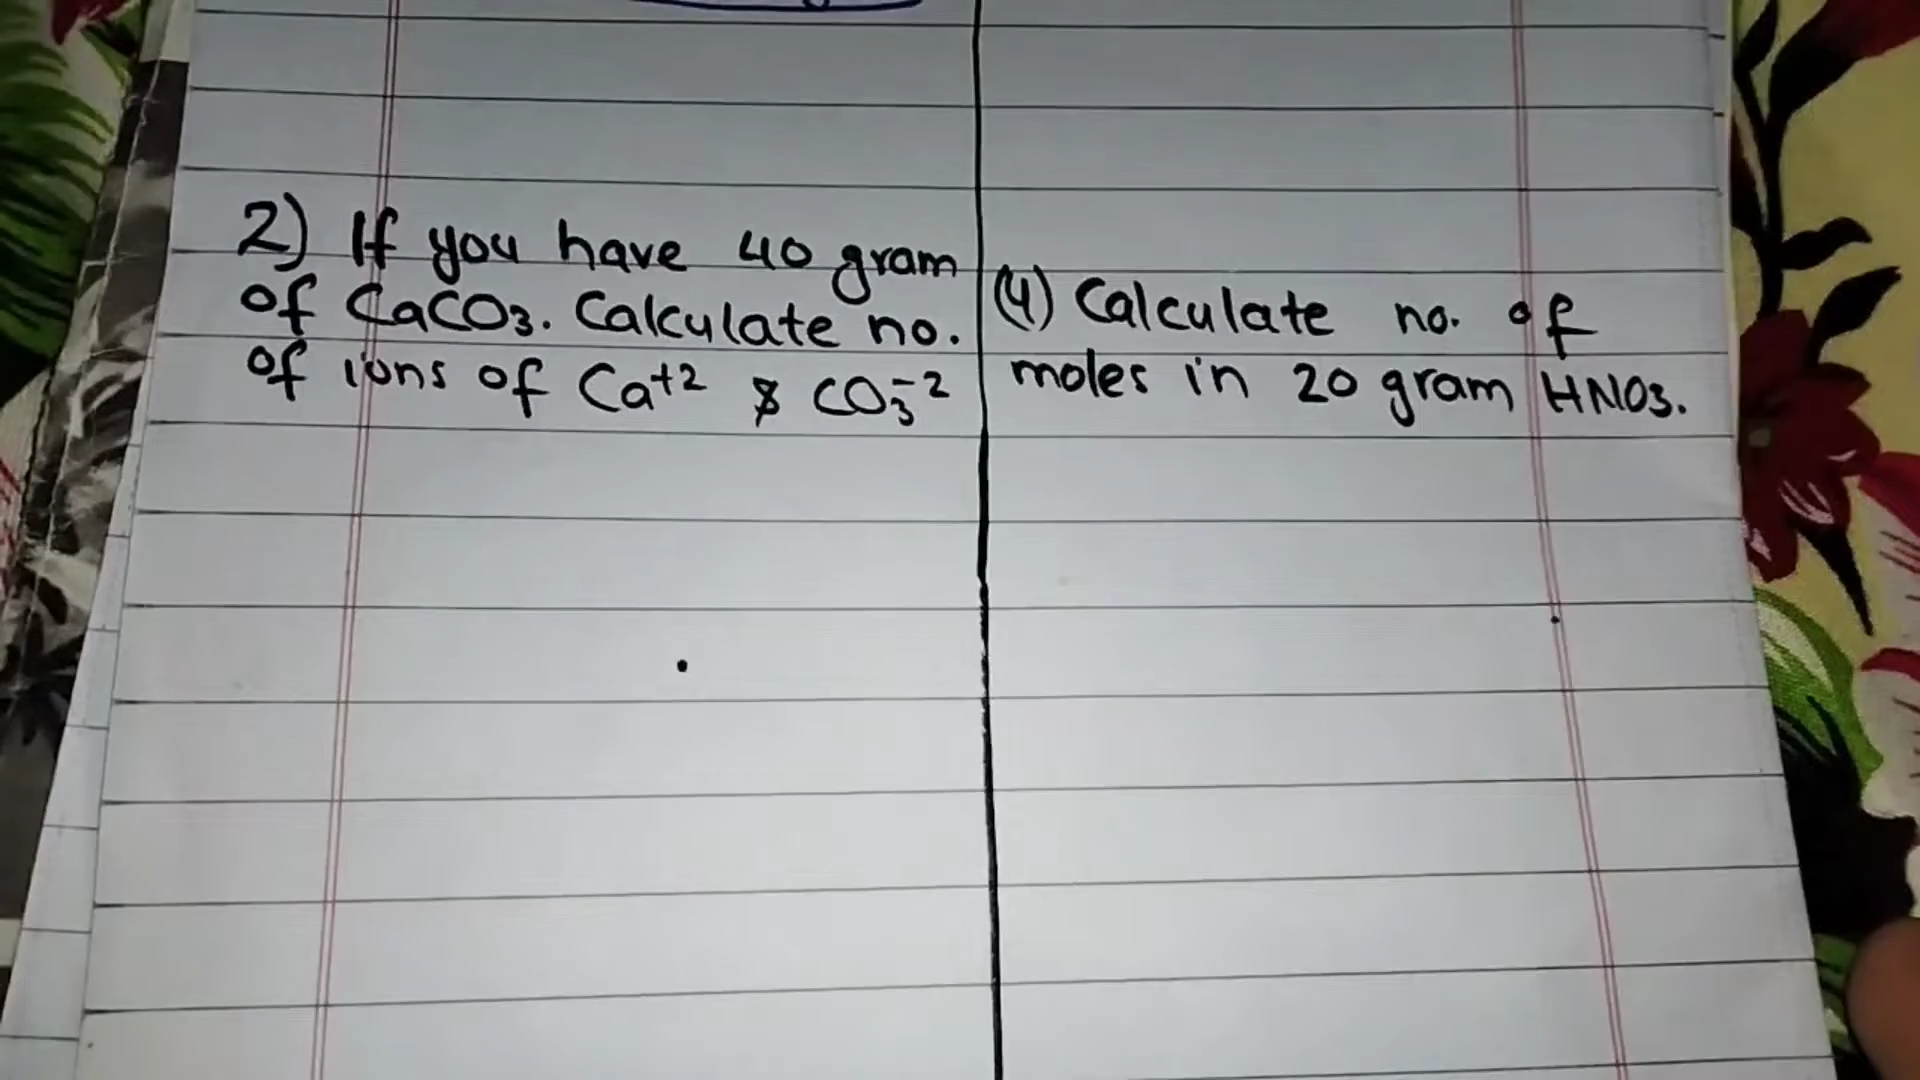 2) If you have 40 gram
of CaCO3. Calculate no.
of ions of Ca+2 & CO3-2
(4) Calculate no. of
moles in 20 gram HNO3.